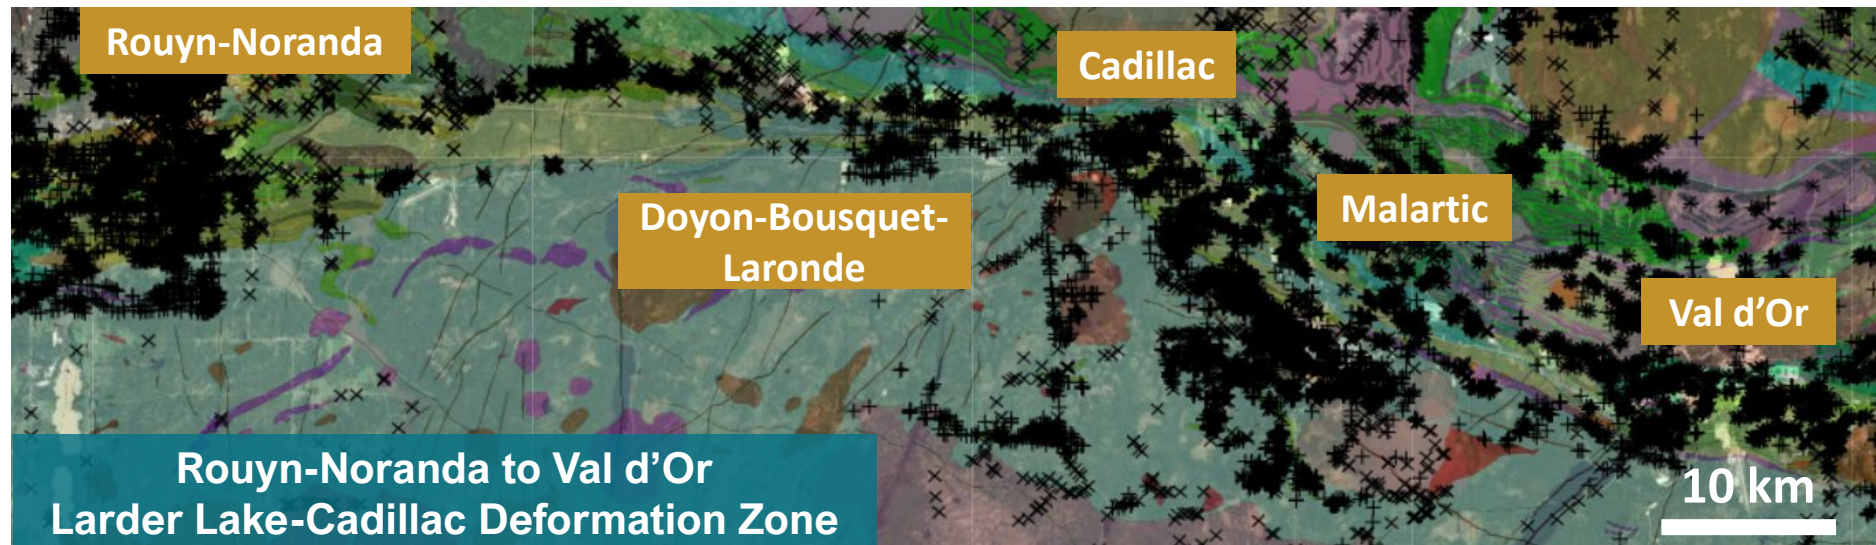 Rouyn-Noranda
Cadillac
Doyon-Bousquet-
Laronde
Malartic
Val d’Or
Rouyn-Noranda to Val d’Or
Larder Lake-Cadillac Deformation Zone
10 km